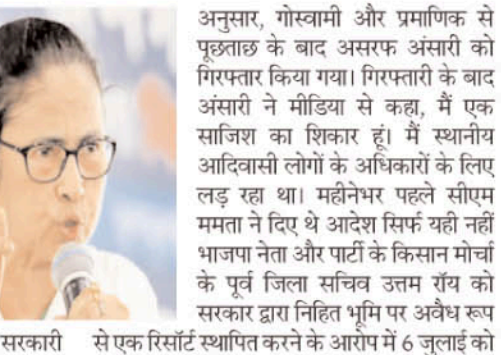 अनुसार, गोस्वामी और प्रमाणिक से
पूछताछ के बाद असरफ अंसारी को
गिरफ्तार किया गया। गिरफ्तारी के बाद
अंसारी ने मीडिया से कहा, मैं एक
साजिश का शिकार हूं। मैं स्थानीय
आदिवासी लोगों के अधिकारों के लिए
लड़ रहा था। महीनेभर पहले सीएम
ममता ने दिए थे आदेश सिर्फ यही नहीं
भाजपा नेता और पार्टी के किसान मोर्चा
के पूर्व जिला सचिव उत्तम रॉय को
सरकार द्वारा निहित भूमि पर अवैध रूप
सरकारी से एक रिसॉर्ट स्थापित करने के आरोप में 6 जुलाई को